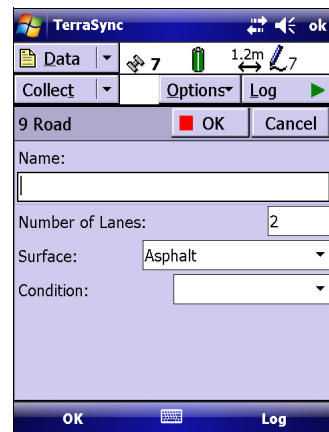 TerraSync ok
Data 7 1.2m 7
Collect Options Log
9 Road OK Cancel
Name:
Number of Lanes: 2
Surface: Asphalt
Condition:
OK Log